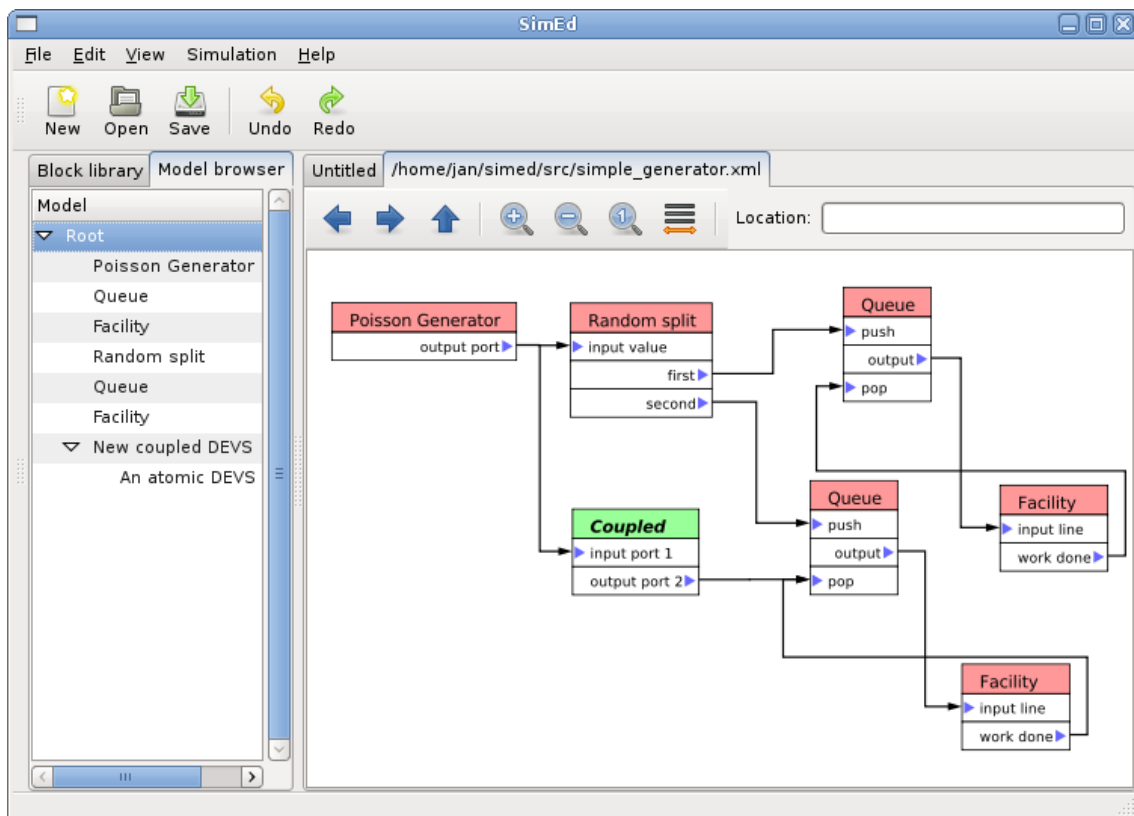 SimEd
File Edit View Simulation Help
New Open Save Undo Redo
Block library Model browser
Untitled /home/jan/simed/src/simple_generator.xml
Model
Root
Poisson Generator
Queue
Facility
Random split
Queue
Facility
New coupled DEVS
An atomic DEVS
1
Location:
Poisson Generator
output port
Random split
input value
first
second
Queue
push
output
pop
Coupled
input port 1
output port 2
Queue
push
output
pop
Facility
input line
work done
Facility
input line
work done